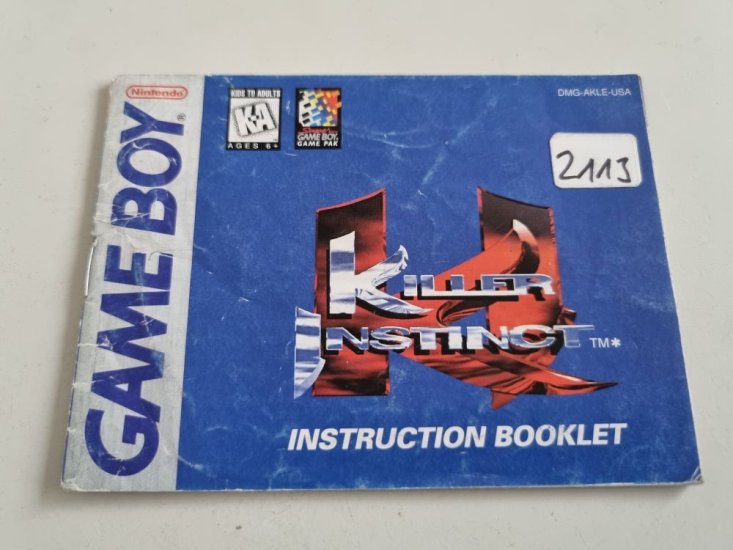 Nintendo®
GAME BOY
KIDS TO ADULTS
K-A
AGES 6+
Super
GAME BOY
GAME PAK
DMG-AKLE-USA
2113
KILLER
INSTINCT TM*
INSTRUCTION BOOKLET